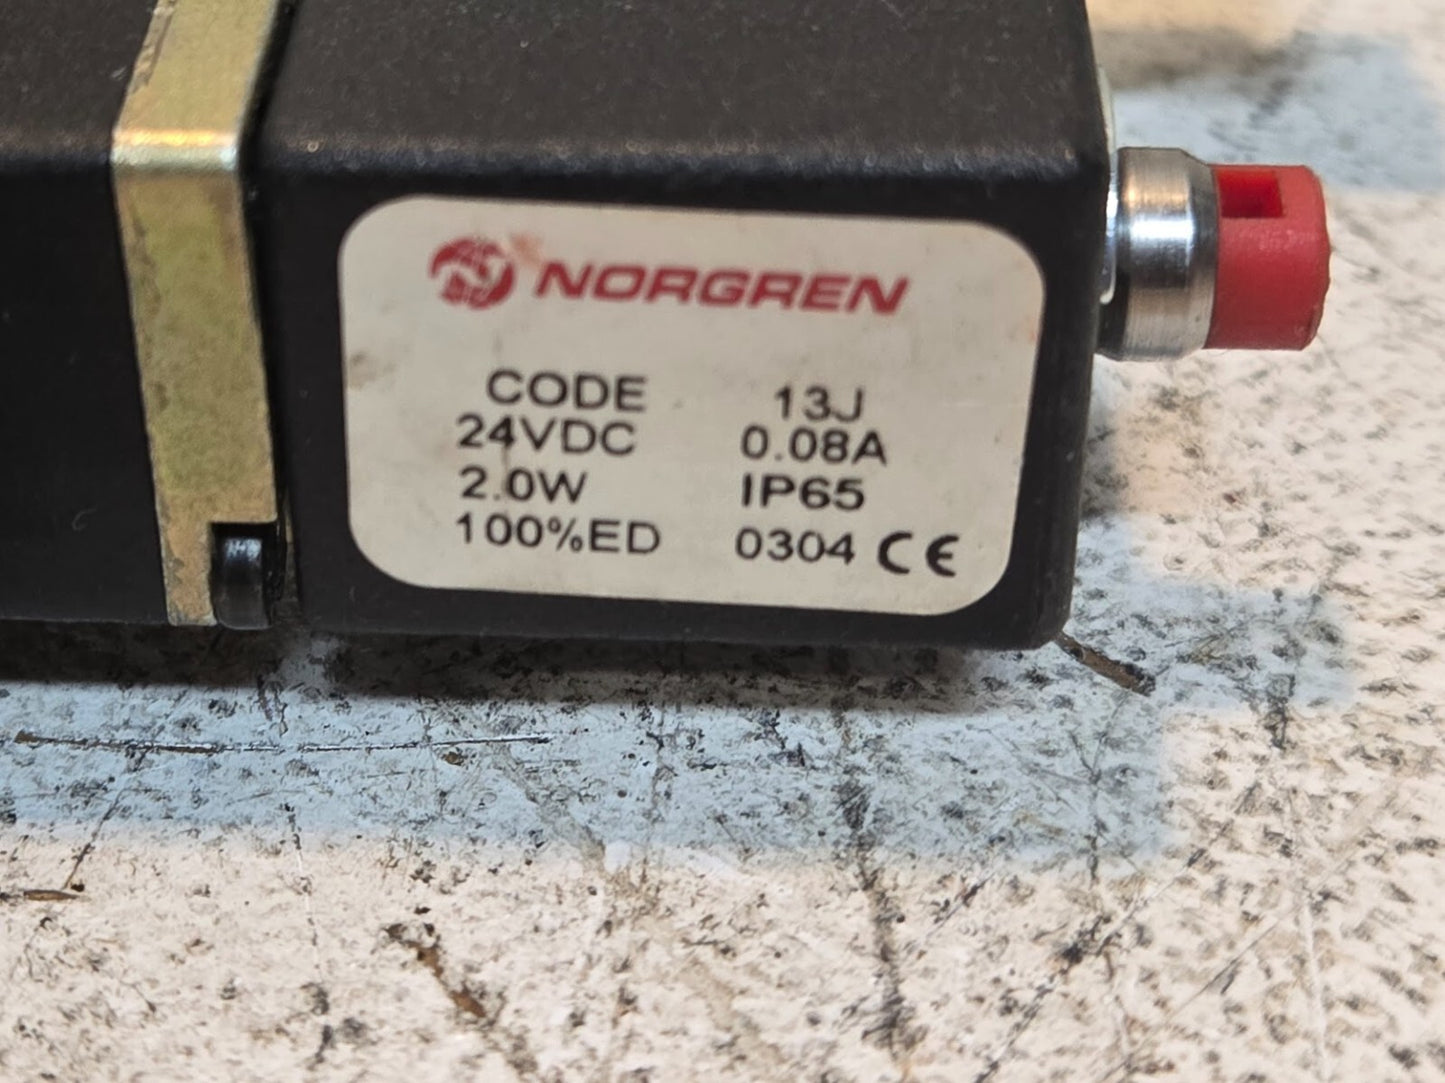 NORGREN
CODE 13J
24VDC 0.08A
2.0W IP65
100%ED 0304 CE